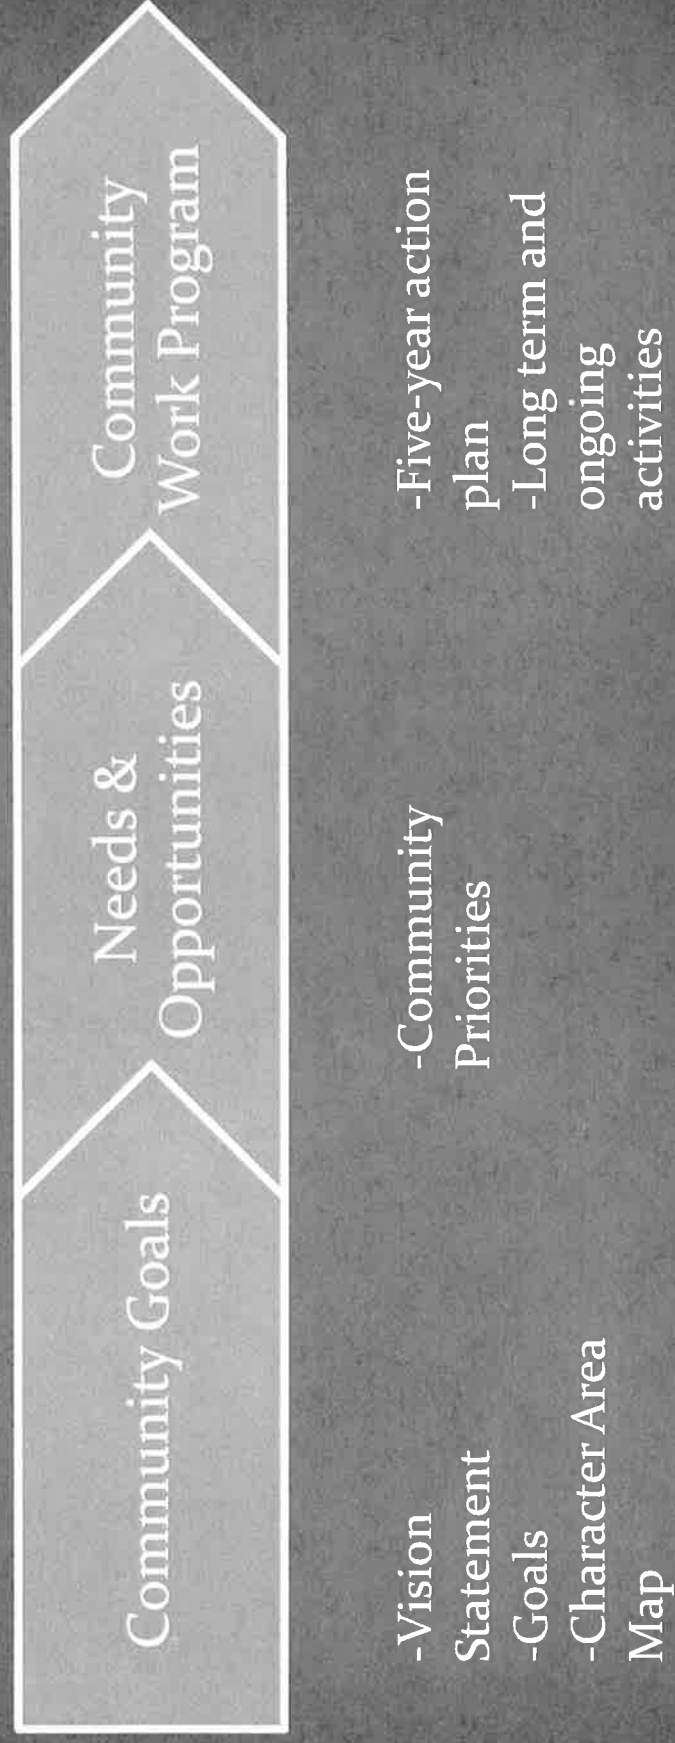 Community Goals
Needs &
Opportunities
Community
Work Program
-Vision
Statement
-Goals
-Character Area
Map
-Community
Priorities
-Five-year action
plan
-Long term and
ongoing
activities